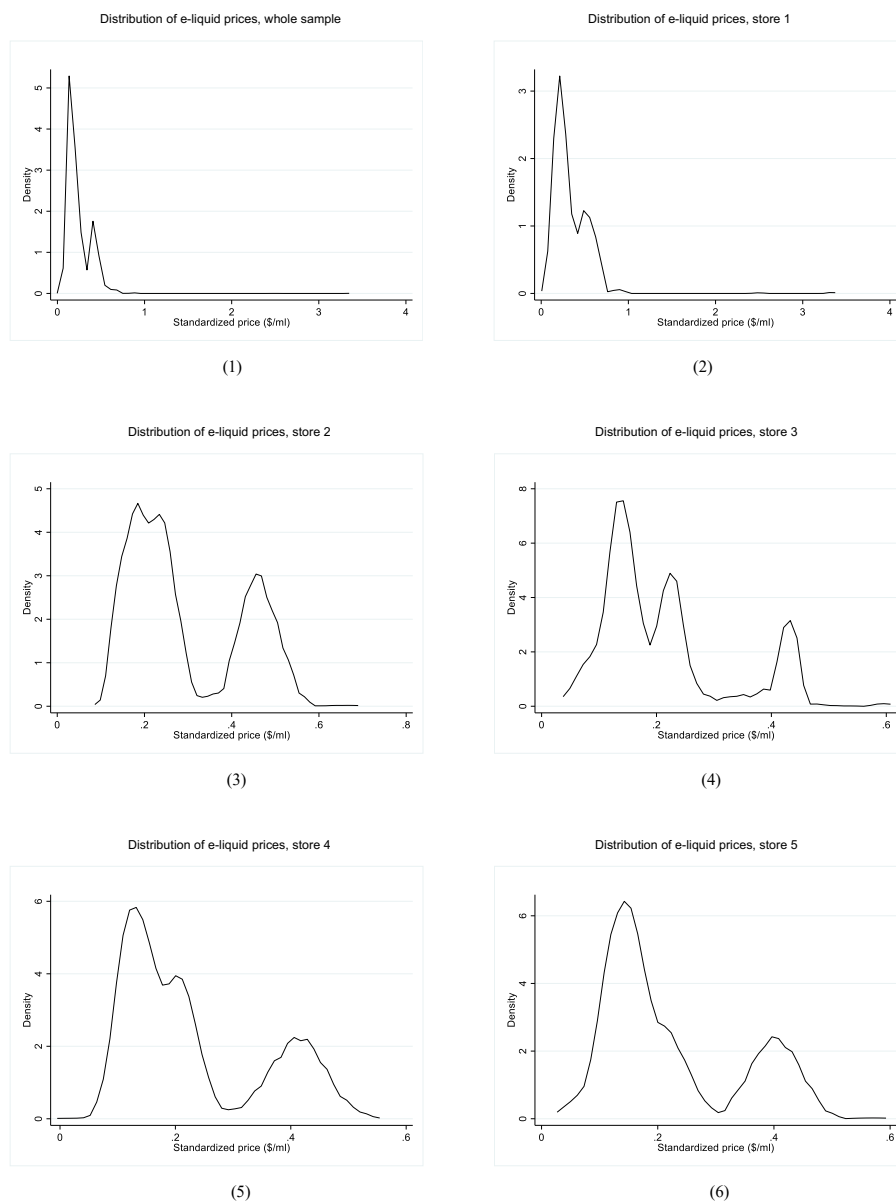 Distribution of e-liquid prices, whole sample
Density
0 1 2 3 4 5
0 1 2 3 4
Standardized price ($/ml)
(1)
Distribution of e-liquid prices, store 1
Density
0 1 2 3
0 1 2 3 4
Standardized price ($/ml)
(2)
Distribution of e-liquid prices, store 2
Density
0 1 2 3 4 5
0 .2 .4 .6 .8
Standardized price ($/ml)
(3)
Distribution of e-liquid prices, store 3
Density
0 2 4 6 8
0 .2 .4 .6
Standardized price ($/ml)
(4)
Distribution of e-liquid prices, store 4
Density
0 2 4 6
0 .2 .4 .6
Standardized price ($/ml)
(5)
Distribution of e-liquid prices, store 5
Density
0 2 4 6
0 .2 .4 .6
Standardized price ($/ml)
(6)